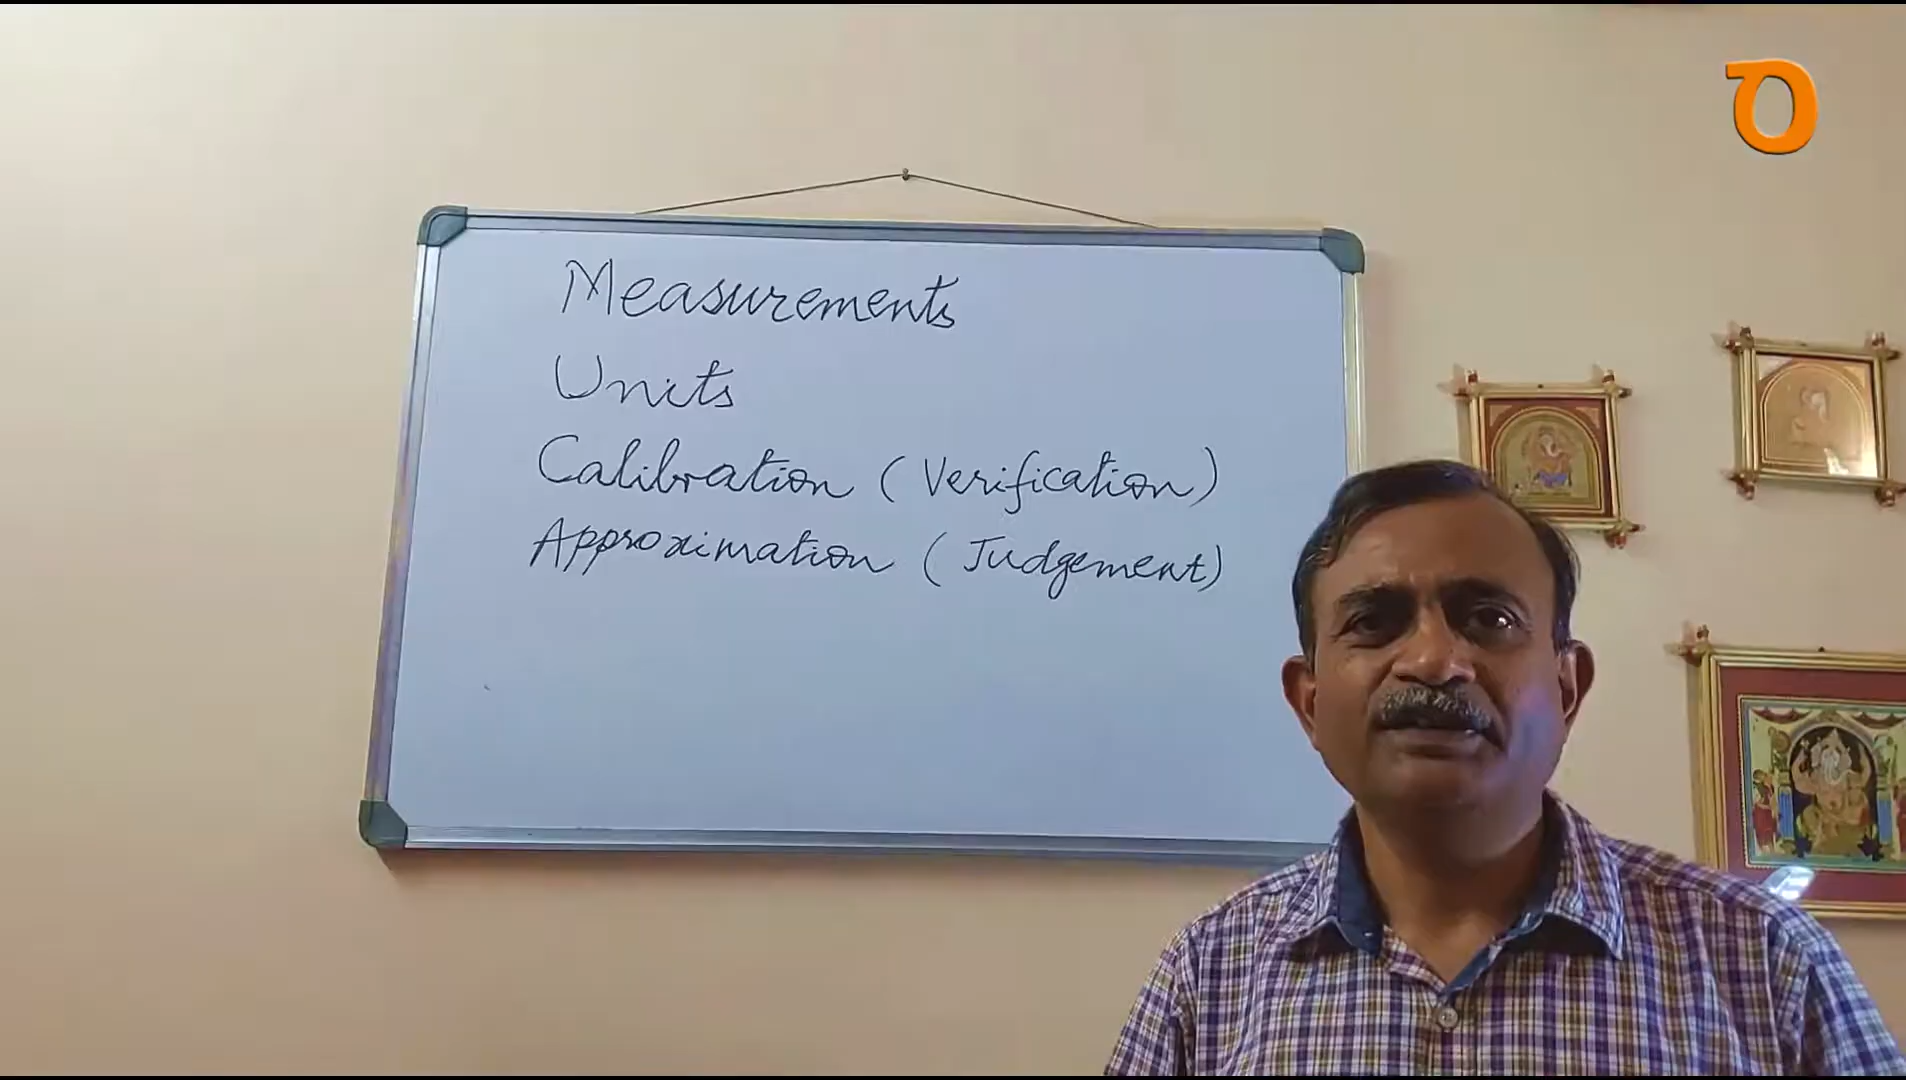 Measurements
Units
Calibration (Verification)
Approximation (Judgement)